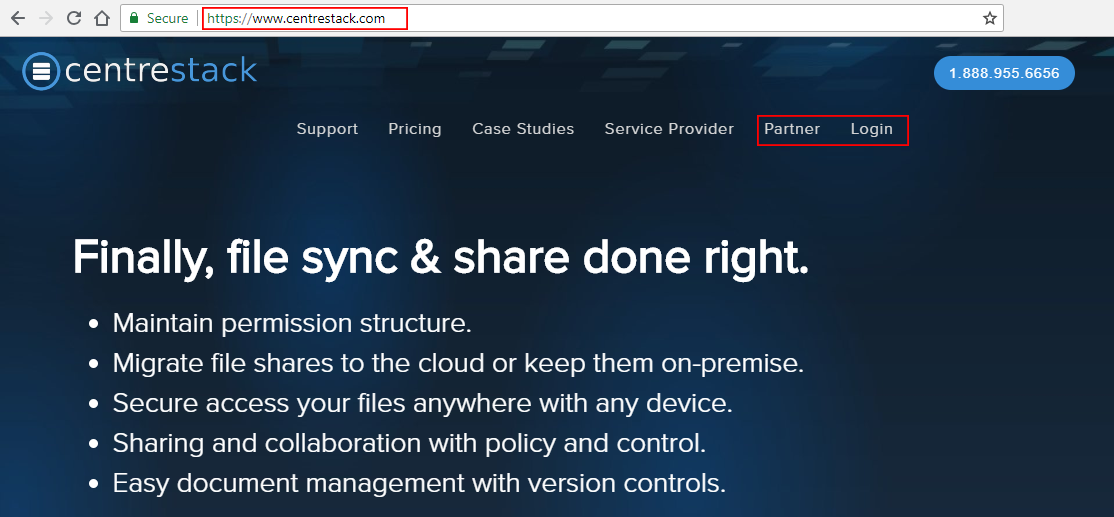 Secure https://www.centrestack.com
centrestack
1.888.955.6656
Support Pricing Case Studies Service Provider Partner Login
Finally, file sync & share done right.
• Maintain permission structure.
• Migrate file shares to the cloud or keep them on-premise.
• Secure access your files anywhere with any device.
• Sharing and collaboration with policy and control.
• Easy document management with version controls.